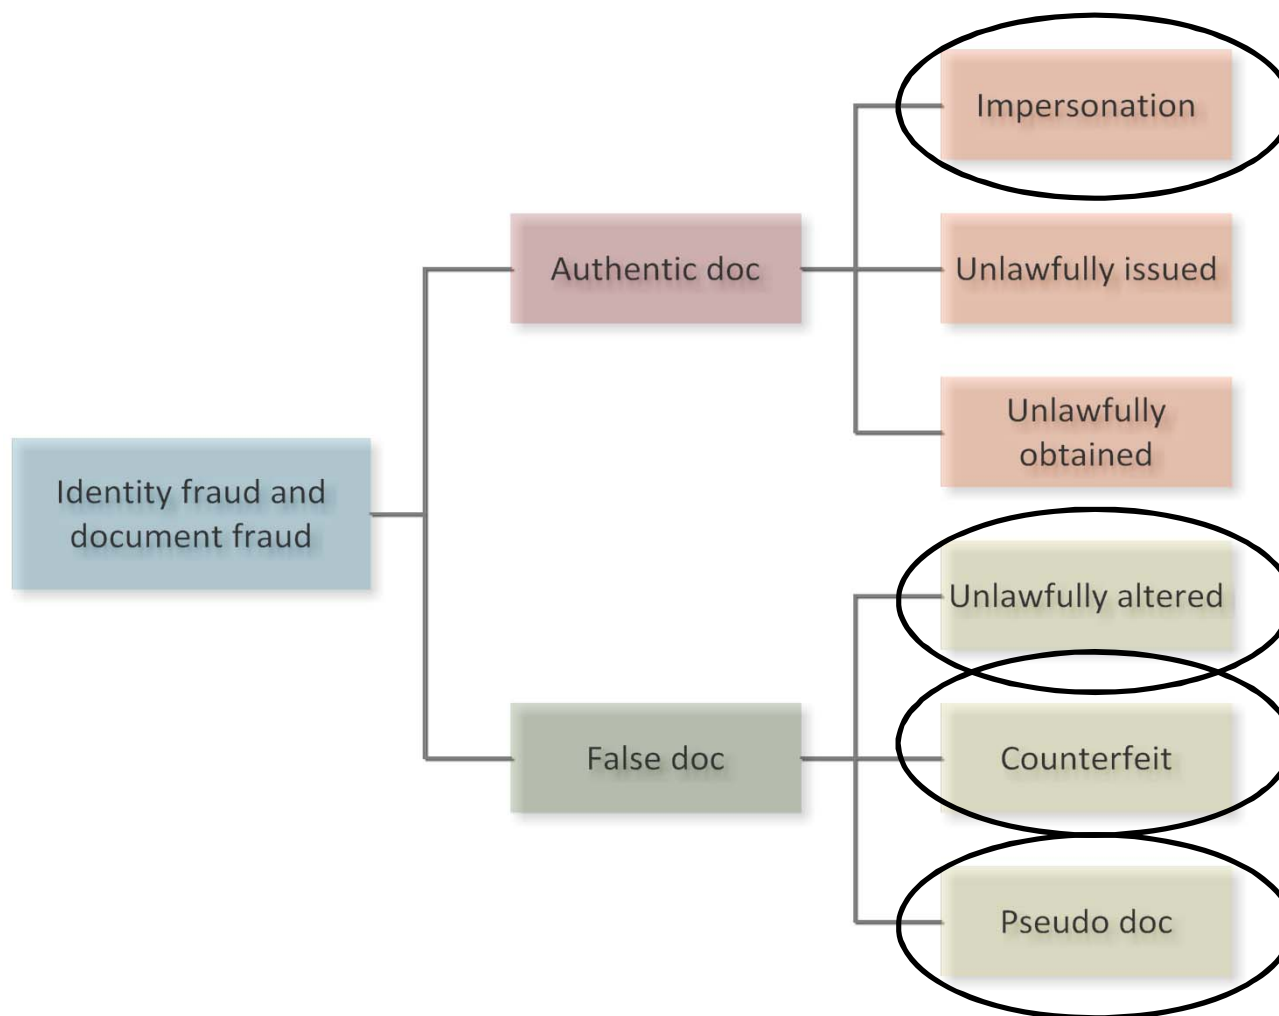 Impersonation
Authentic doc
Unlawfully issued
Unlawfully
obtained
Identity fraud and
document fraud
Unlawfully altered
False doc
Counterfeit
Pseudo doc